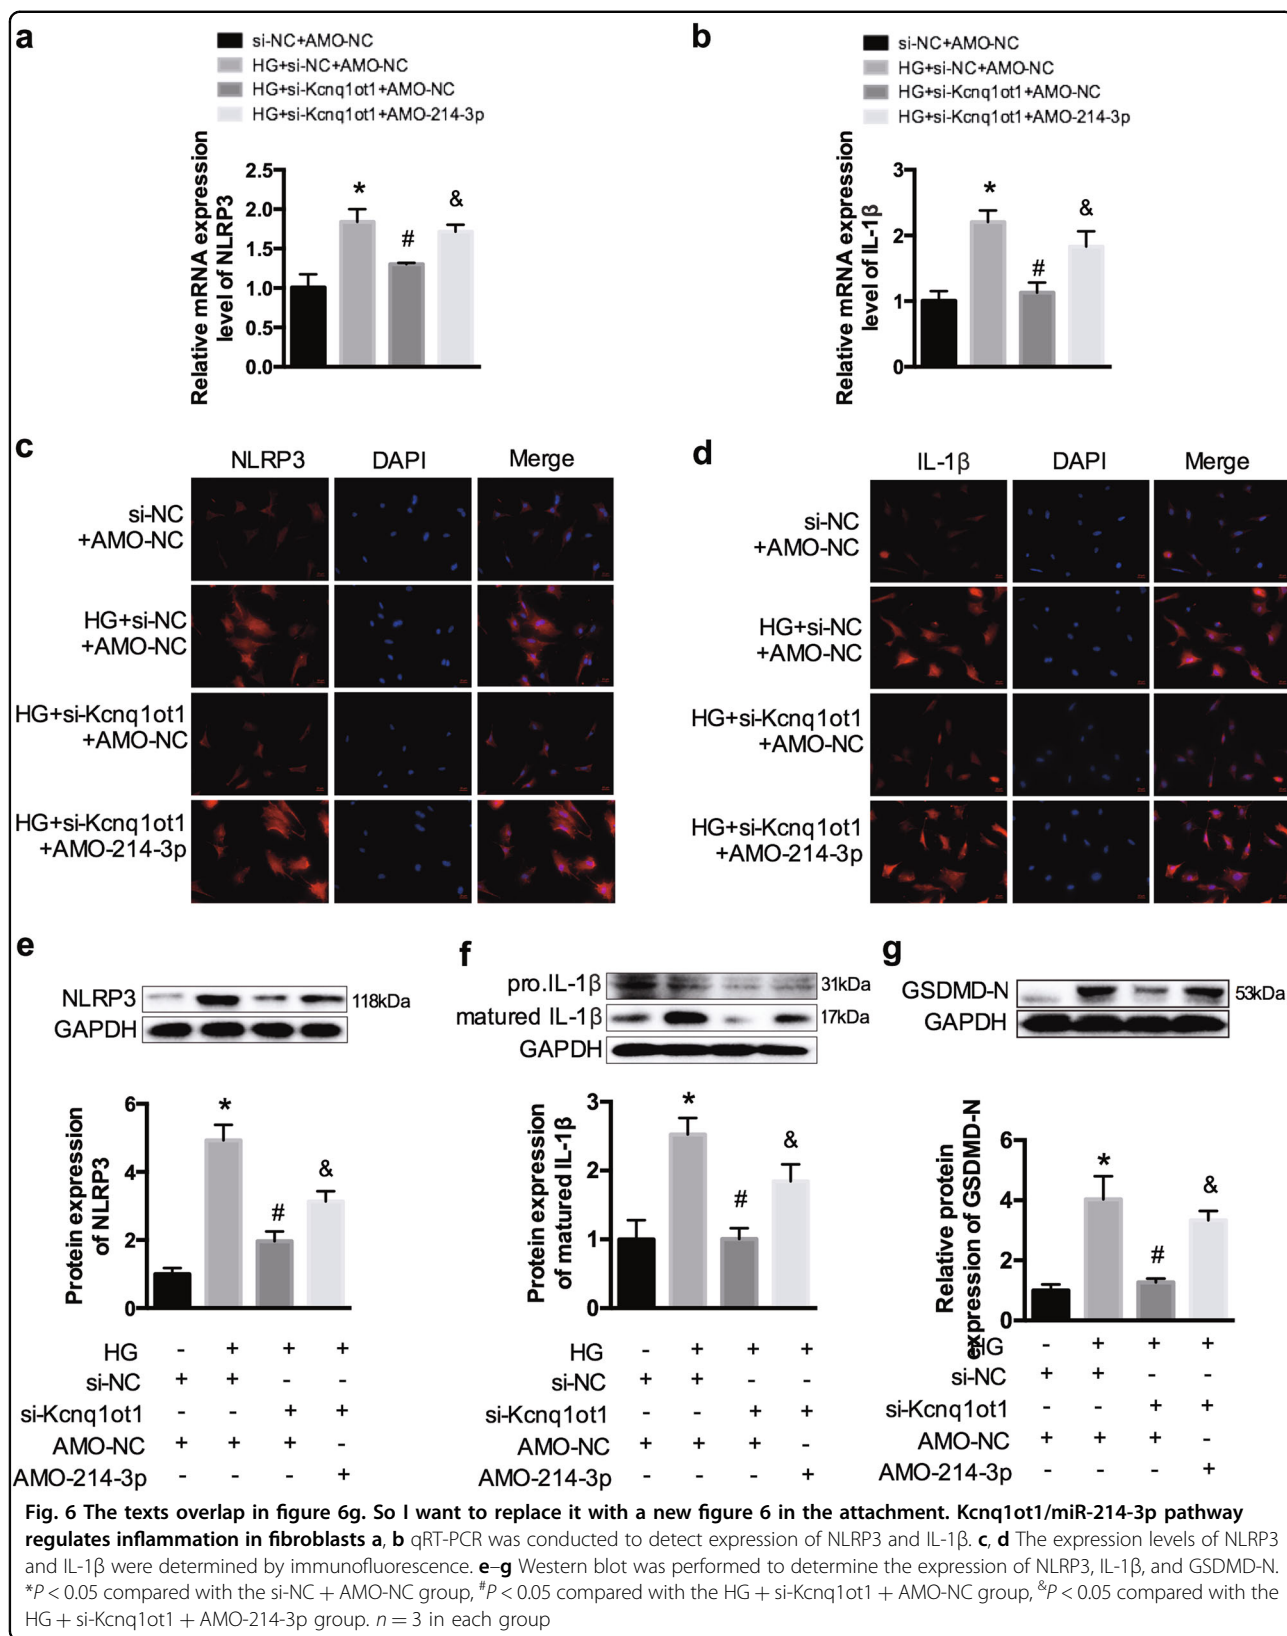 a
si-NC+AMO-NC
HG+si-NC+AMO-NC
HG+si-Kcnq1ot1+AMO-NC
HG+si-Kcnq1ot1+AMO-214-3p
Relative mRNA expression
level of NLRP3
2.5
2.0
1.5
1.0
0.5
0.0
*
#
&
b
si-NC+AMO-NC
HG+si-NC+AMO-NC
HG+si-Kcnq1ot1+AMO-NC
HG+si-Kcnq1ot1+AMO-214-3p
Relative mRNA expression
level of IL-1β
3
2
1
0
*
#
&
c
NLRP3 DAPI Merge
si-NC
+AMO-NC
HG+si-NC
+AMO-NC
HG+si-Kcnq1ot1
+AMO-NC
HG+si-Kcnq1ot1
+AMO-214-3p
d
IL-1β DAPI Merge
si-NC
+AMO-NC
HG+si-NC
+AMO-NC
HG+si-Kcnq1ot1
+AMO-NC
HG+si-Kcnq1ot1
+AMO-214-3p
e
NLRP3 118kDa
GAPDH
Protein expression
of NLRP3
6
4
2
0
*
#
&
HG - + + +
si-NC + + - -
si-Kcnq1ot1 - - + +
AMO-NC + + + -
AMO-214-3p - - - +
f
pro.IL-1β 31kDa
matured IL-1β 17kDa
GAPDH
Protein expression
of matured IL-1β
3
2
1
0
*
#
&
HG - + + +
si-NC + + - -
si-Kcnq1ot1 - - + +
AMO-NC + + + -
AMO-214-3p - - - +
g
GSDMD-N 53kDa
GAPDH
Relative protein
expression of GSDMD-N
6
4
2
0
*
#
&
HG - + + +
si-NC + + - -
si-Kcnq1ot1 - - + +
AMO-NC + + + -
AMO-214-3p - - - +
Fig. 6 The texts overlap in figure 6g. So I want to replace it with a new figure 6 in the attachment. Kcnq1ot1/miR-214-3p pathway
regulates inflammation in fibroblasts a, b qRT-PCR was conducted to detect expression of NLRP3 and IL-1β. c, d The expression levels of NLRP3
and IL-1β were determined by immunofluorescence. e–g Western blot was performed to determine the expression of NLRP3, IL-1β, and GSDMD-N.
*P < 0.05 compared with the si-NC + AMO-NC group, #P < 0.05 compared with the HG + si-Kcnq1ot1 + AMO-NC group, &P < 0.05 compared with the
HG + si-Kcnq1ot1 + AMO-214-3p group. n = 3 in each group